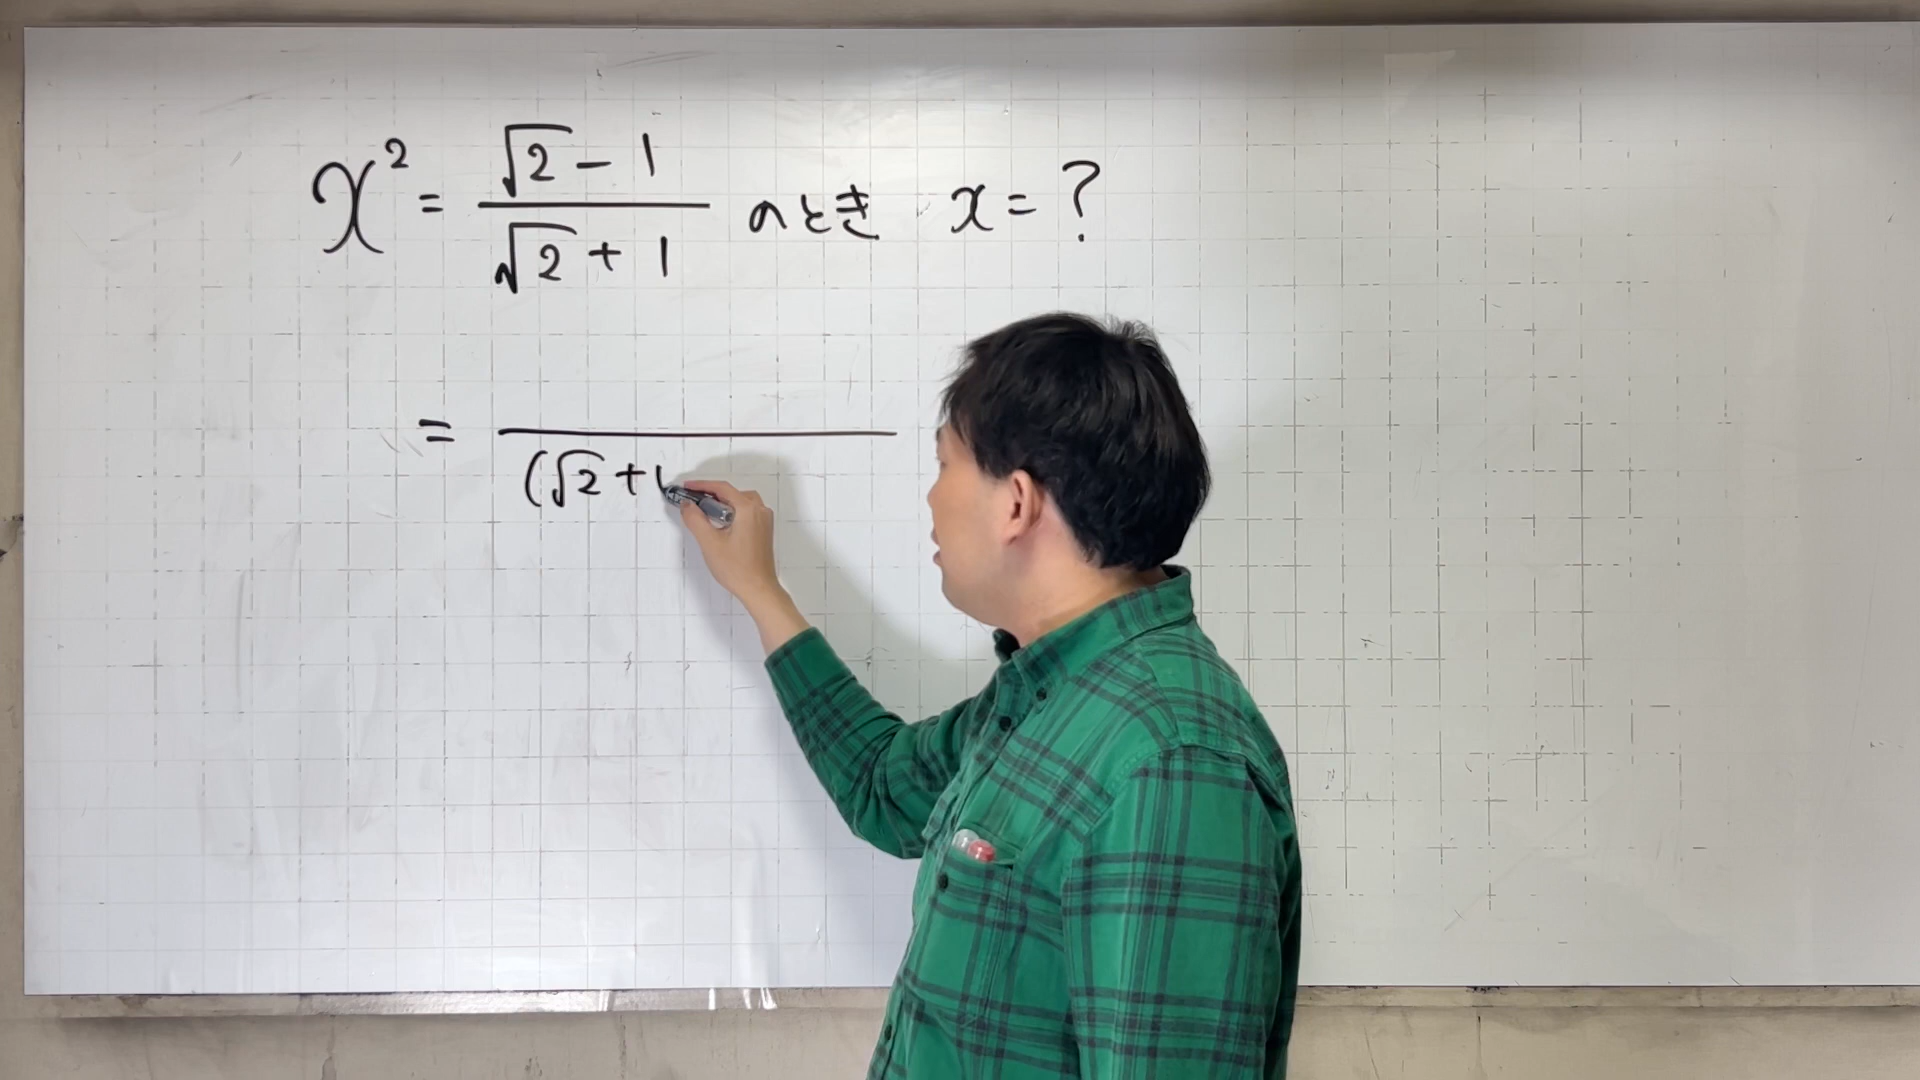 x² = (√2 - 1)/(√2 + 1) のとき x = ?
= /(√2 + 1